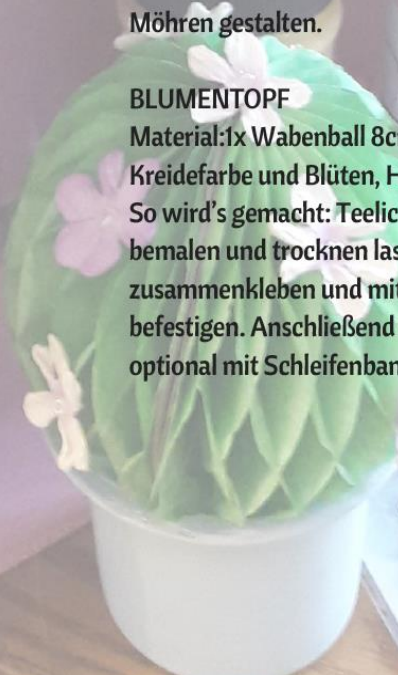 Möhren gestalten.
BLUMENTOPF
Material:1x Wabenball 8c
Kreidefarbe und Blüten, H
So wird's gemacht: Teelic
bemalen und trocknen las
zusammenkleben und mit
befestigen. Anschließend
optional mit Schleifenban